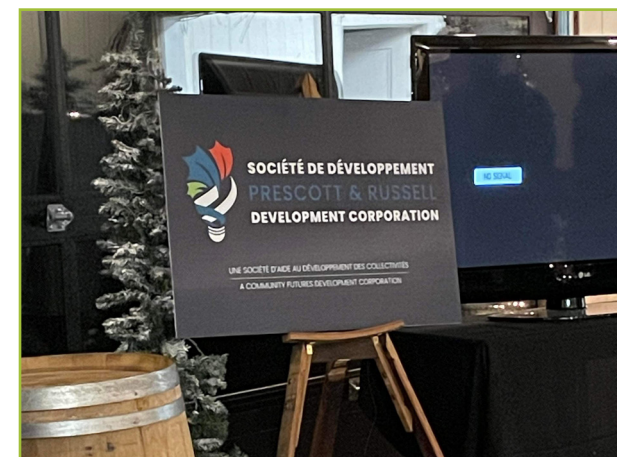 SOCIÉTÉ DE DÉVELOPPEMENT
PRESCOTT & RUSSELL
DEVELOPMENT CORPORATION
UNE SOCIÉTÉ D'AIDE AU DÉVELOPPEMENT DES COLLECTIVITÉS
A COMMUNITY FUTURES DEVELOPMENT CORPORATION
NO SIGNAL
LG